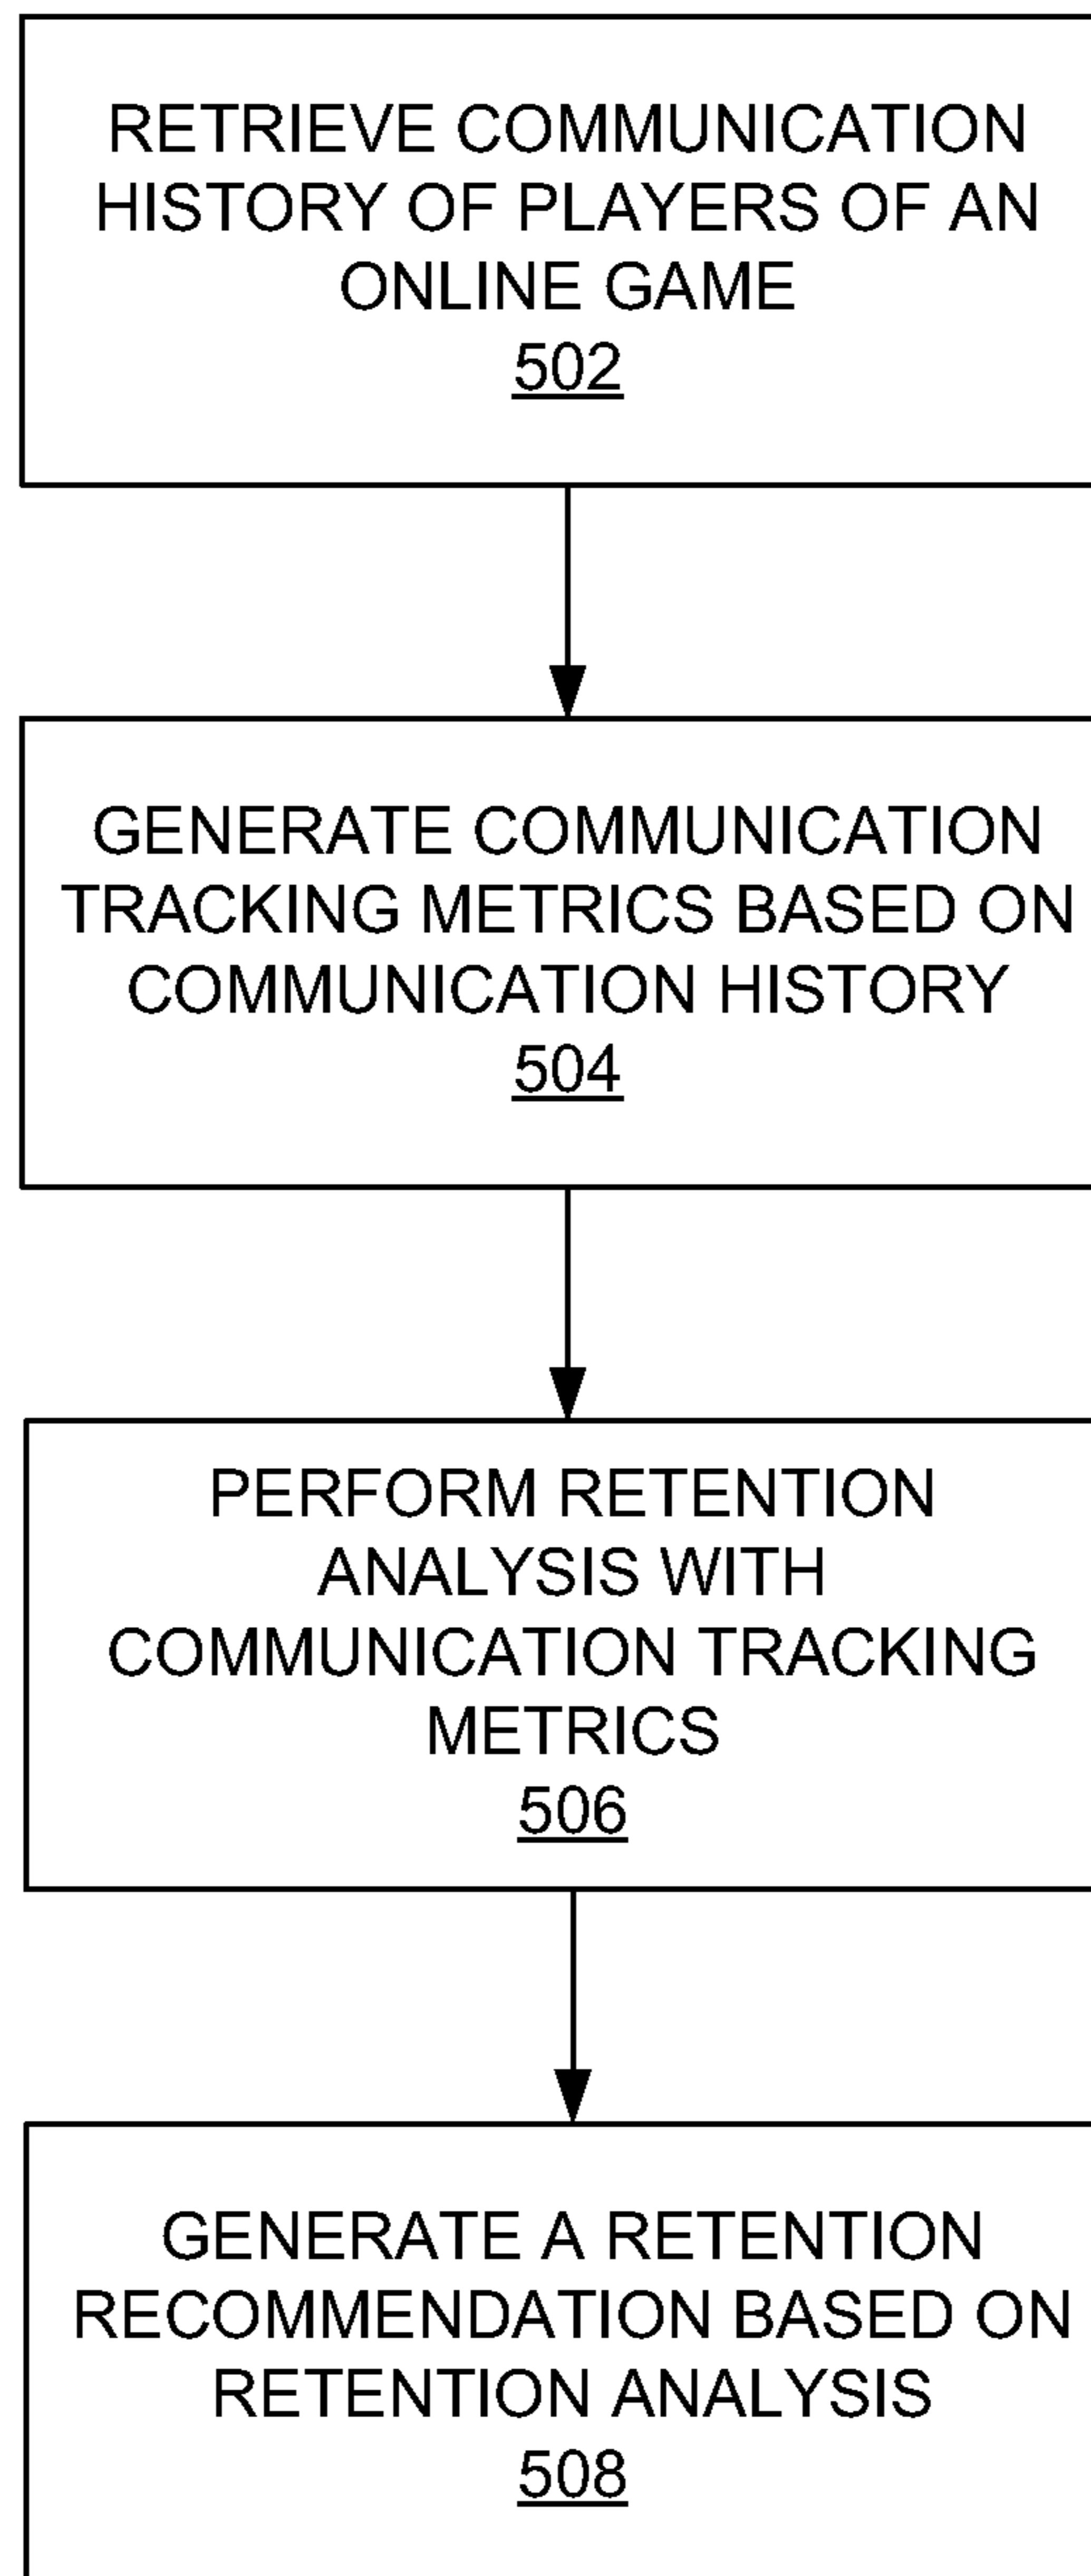 RETRIEVE COMMUNICATION
HISTORY OF PLAYERS OF AN
ONLINE GAME
502
GENERATE COMMUNICATION
TRACKING METRICS BASED ON
COMMUNICATION HISTORY
504
PERFORM RETENTION
ANALYSIS WITH
COMMUNICATION TRACKING
METRICS
506
GENERATE A RETENTION
RECOMMENDATION BASED ON
RETENTION ANALYSIS
508